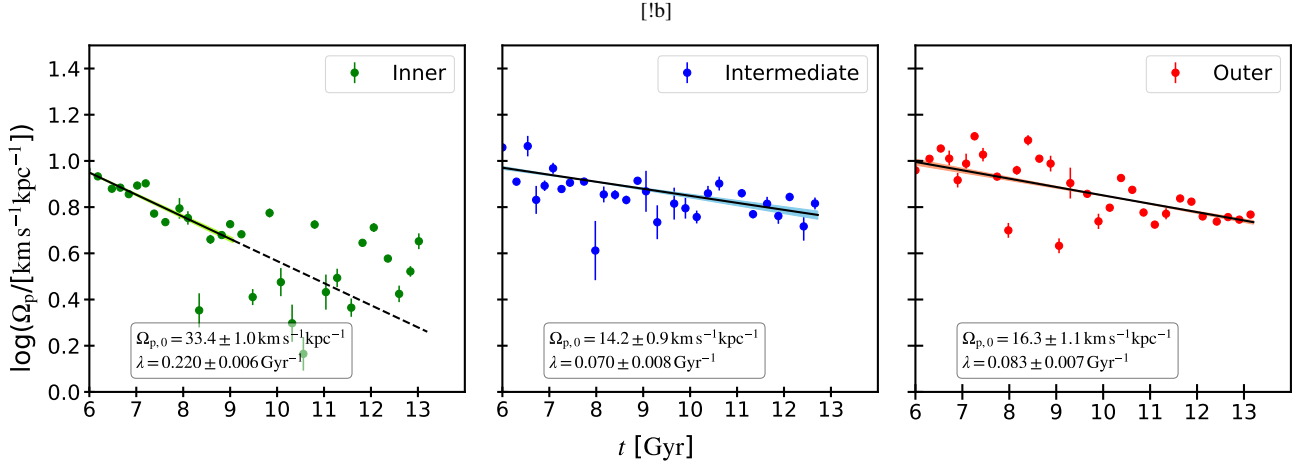 [!b]
Inner
Intermediate
Outer
log(Ωp/[km s⁻¹kpc⁻¹])
1.4
1.2
1.0
0.8
0.6
0.4
0.2
0.0
Ωp,0 = 33.4 ± 1.0 km s⁻¹kpc⁻¹
λ = 0.220 ± 0.006 Gyr⁻¹
Ωp,0 = 14.2 ± 0.9 km s⁻¹kpc⁻¹
λ = 0.070 ± 0.008 Gyr⁻¹
Ωp,0 = 16.3 ± 1.1 km s⁻¹kpc⁻¹
λ = 0.083 ± 0.007 Gyr⁻¹
6 7 8 9 10 11 12 13
6 7 8 9 10 11 12 13
6 7 8 9 10 11 12 13
t [Gyr]